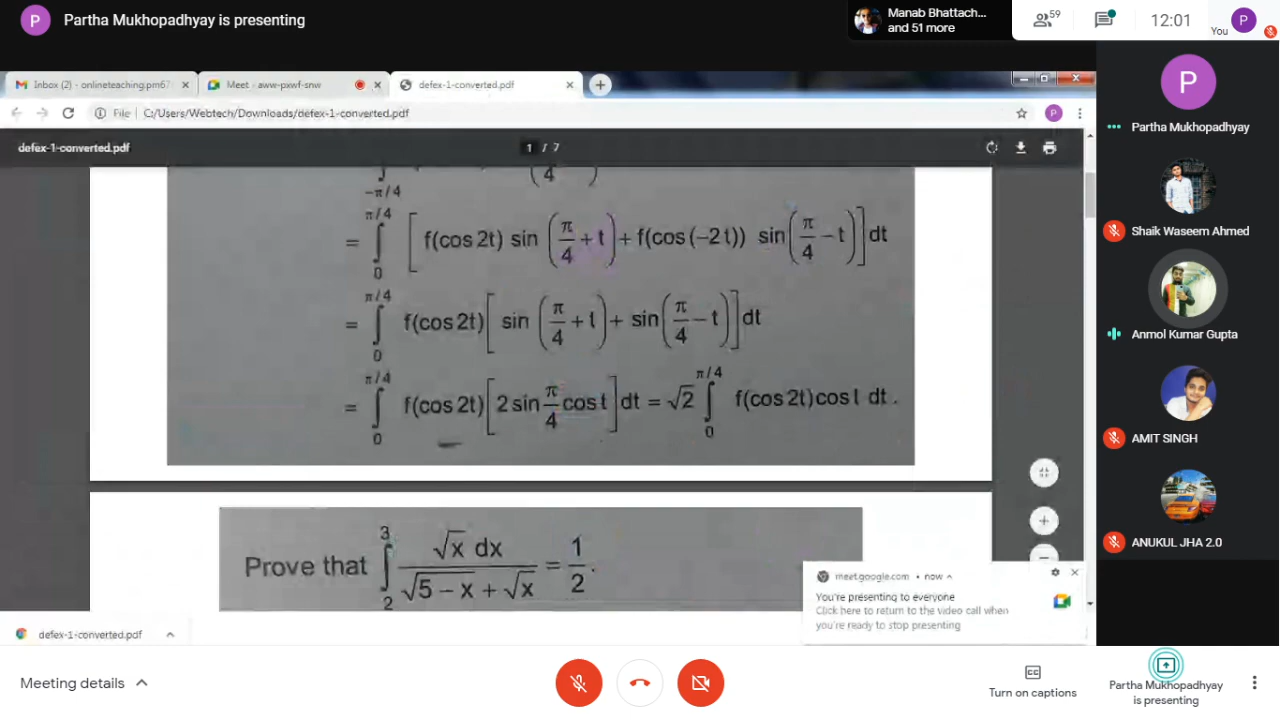 P Partha Mukhopadhyay is presenting
Manab Bhattach...
and 51 more
59
12:01
You
P
Inbox (2) - onlineteaching.pm67
Meet - aww-pxwf-snw
defex-1-converted.pdf
File | C:/Users/Webtech/Downloads/defex-1-converted.pdf
P
defex-1-converted.pdf
1 / 7
−π/4
= ∫₀^{π/4} [ f(cos 2t) sin (π/4 + t) + f(cos(−2t)) sin (π/4 − t) ] dt
= ∫₀^{π/4} f(cos 2t) [ sin (π/4 + t) + sin (π/4 − t) ] dt
= ∫₀^{π/4} f(cos 2t) [ 2 sin π/4 cos t ] dt = √2 ∫₀^{π/4} f(cos 2t) cos t dt .
Prove that ∫₂³ √x dx / (√5 − x + √x) = 1/2.
meet.google.com • now
You're presenting to everyone
Click here to return to the video call when
you're ready to stop presenting
defex-1-converted.pdf
P
Partha Mukhopadhyay
Shaik Waseem Ahmed
Anmol Kumar Gupta
AMIT SINGH
ANUKUL JHA 2.0
Meeting details
CC
Turn on captions
Partha Mukhopadhyay
is presenting